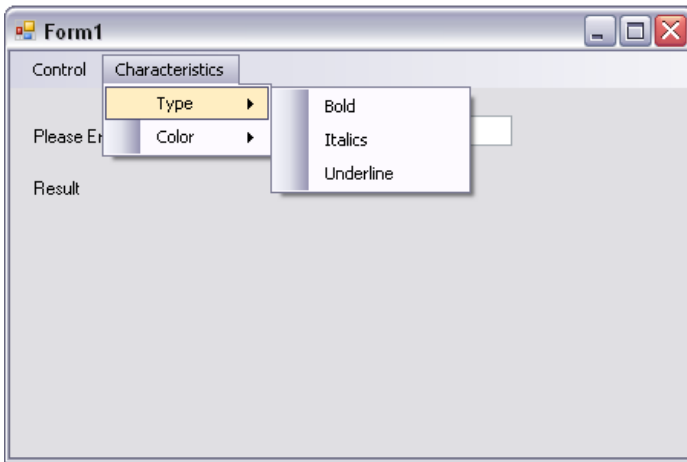 Form1
Control Characteristics
Type Bold
Please Er Color Italics
Underline
Result